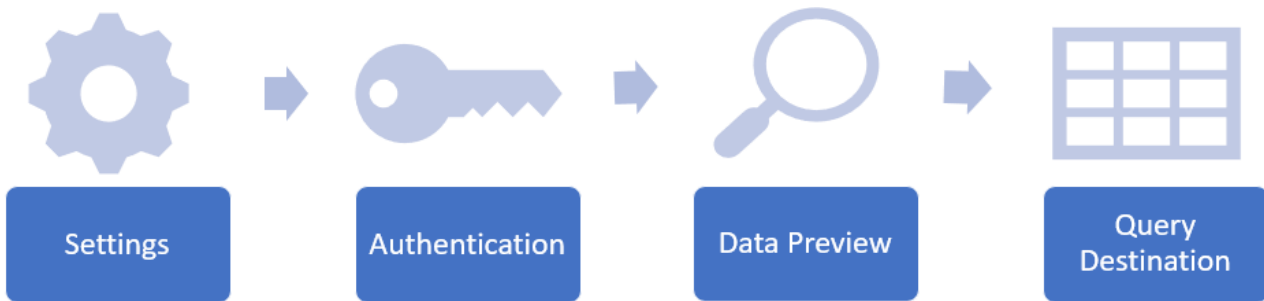 Settings
Authentication
Data Preview
Query
Destination